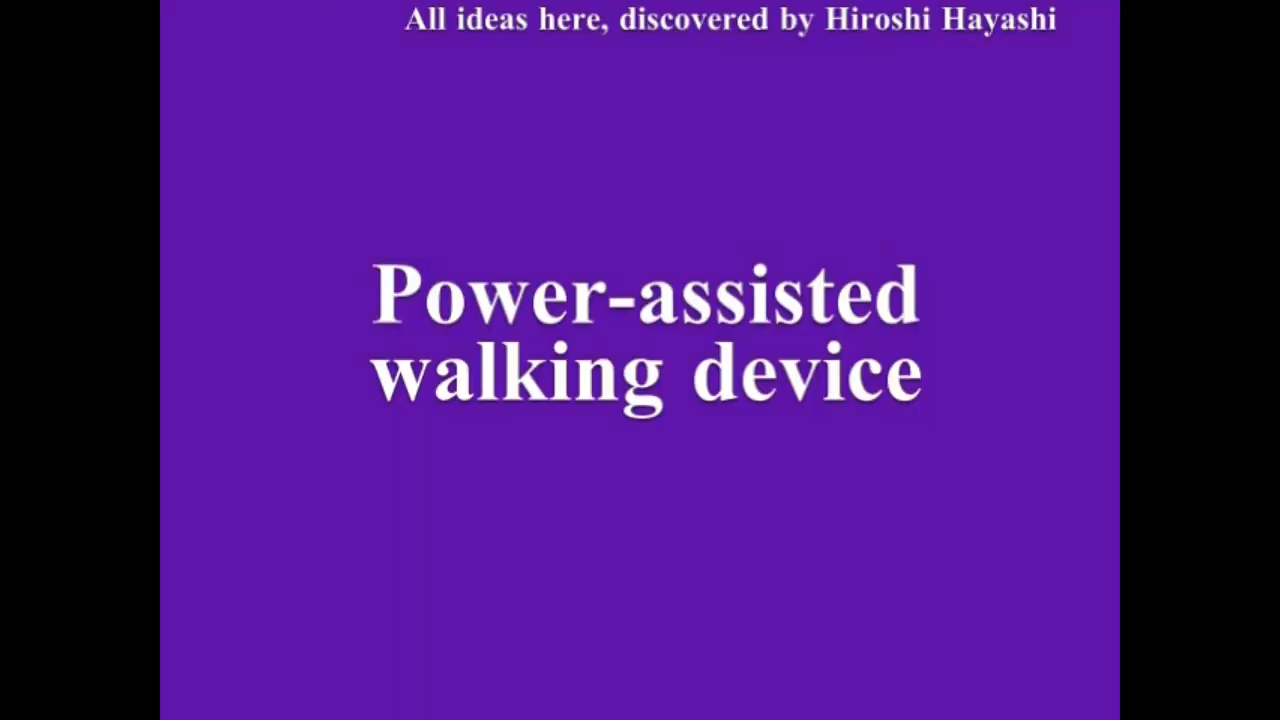 All ideas here, discovered by Hiroshi Hayashi
Power-assisted
walking device